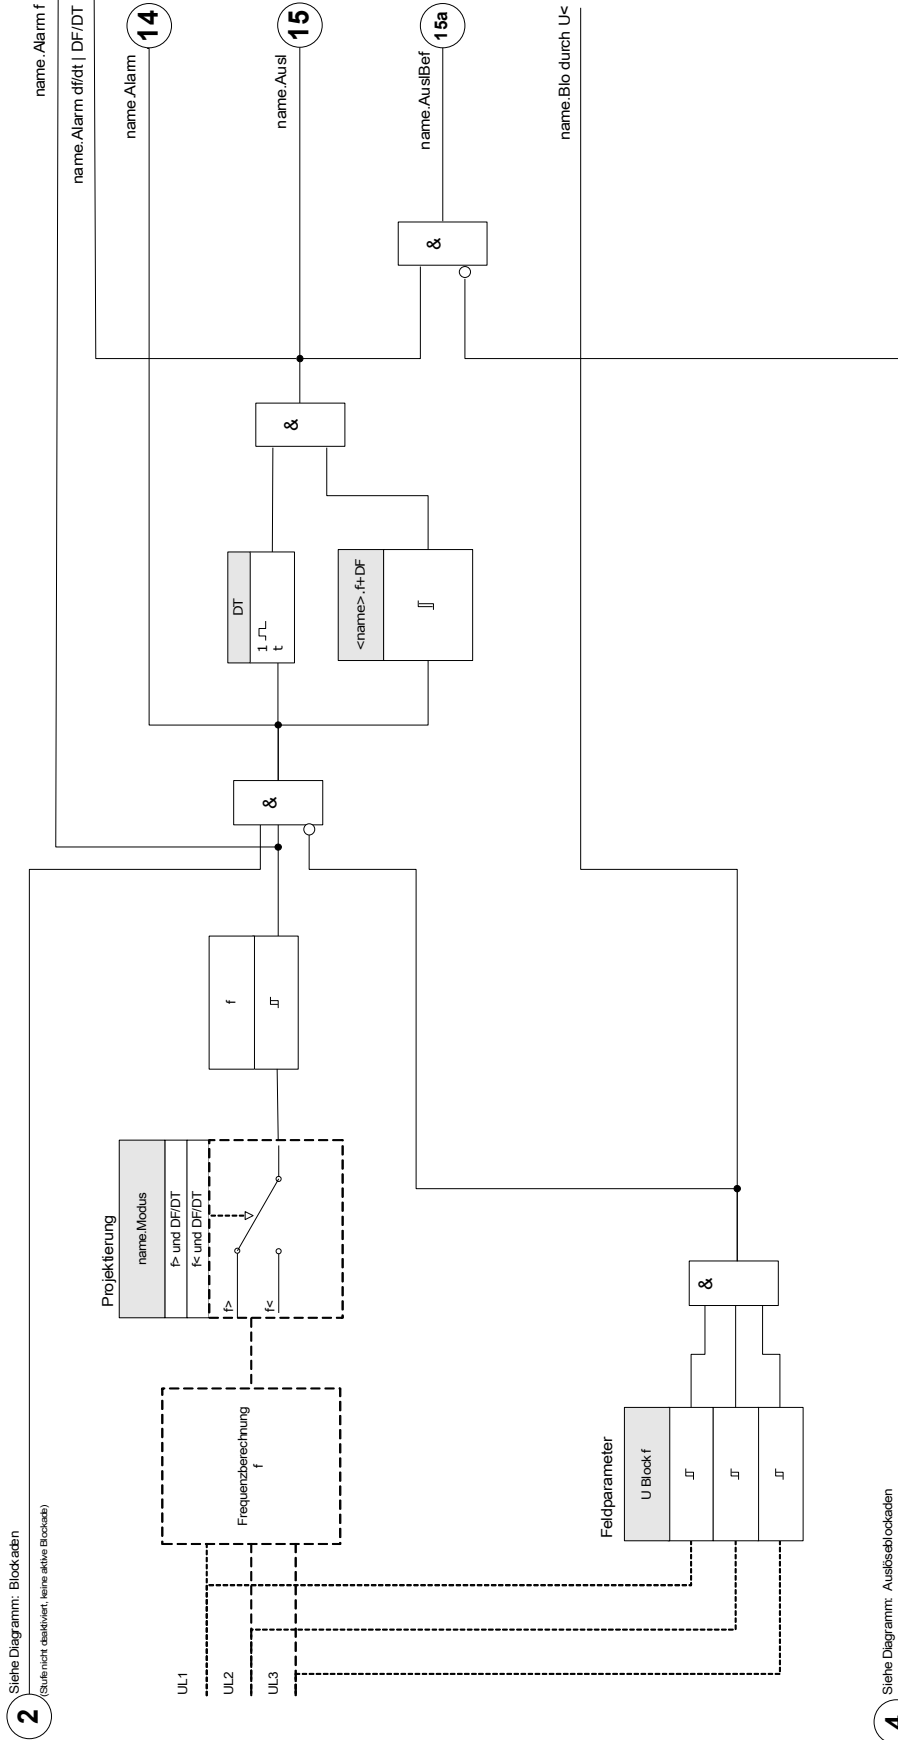 2
Siehe Diagramm: Blockaden
(Stufe nicht deaktiviert, keine aktive Blockade)
name.Alarm f
name.Alarm df/dt | DF/DT
name.Alarm
14
name.Ausl
15
name.AuslBef
15a
name.Blo durch U<
Projektierung
name.Modus
f> und DF/DT
f< und DF/DT
f>
f<
Frequenzberechnung
f
UL1
UL2
UL3
f
&
DT
1
t
<name>.f+DF
&
&
Feldparameter
U Block f
&
4
Siehe Diagramm: Auslöseblockaden